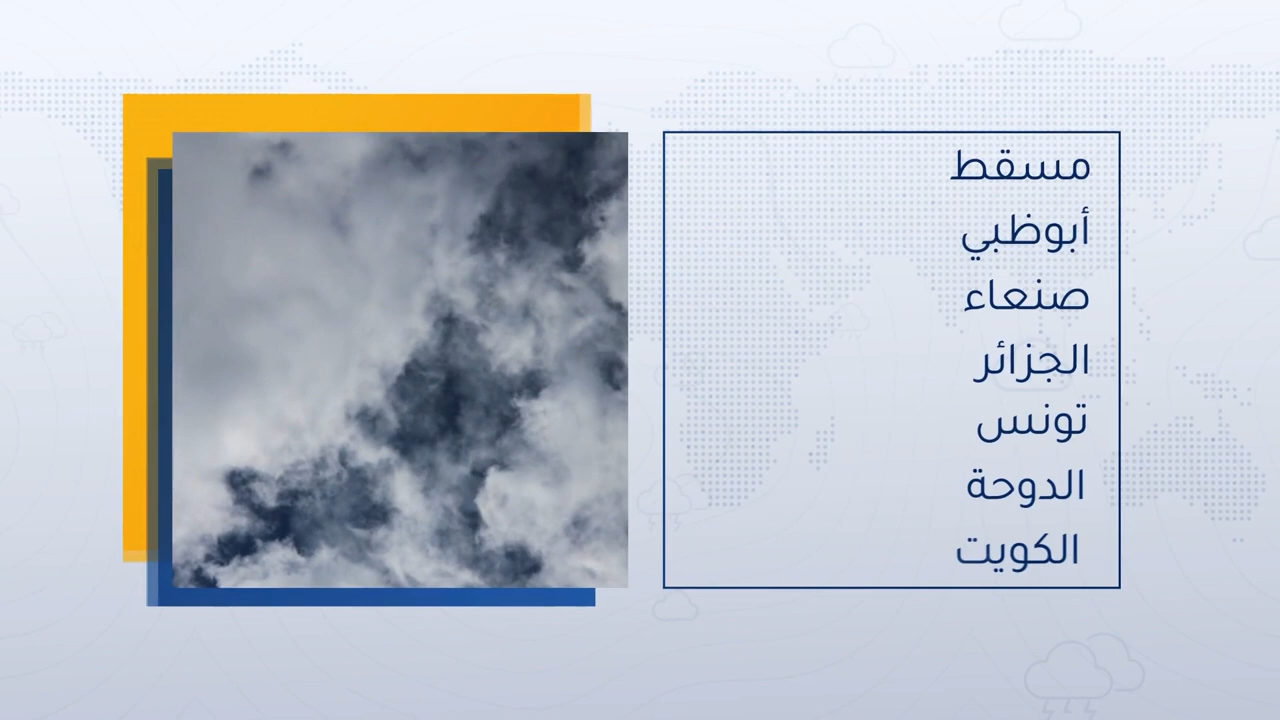 مسقط
أبوظبي
صنعاء
الجزائر
تونس
الدوحة
الكويت